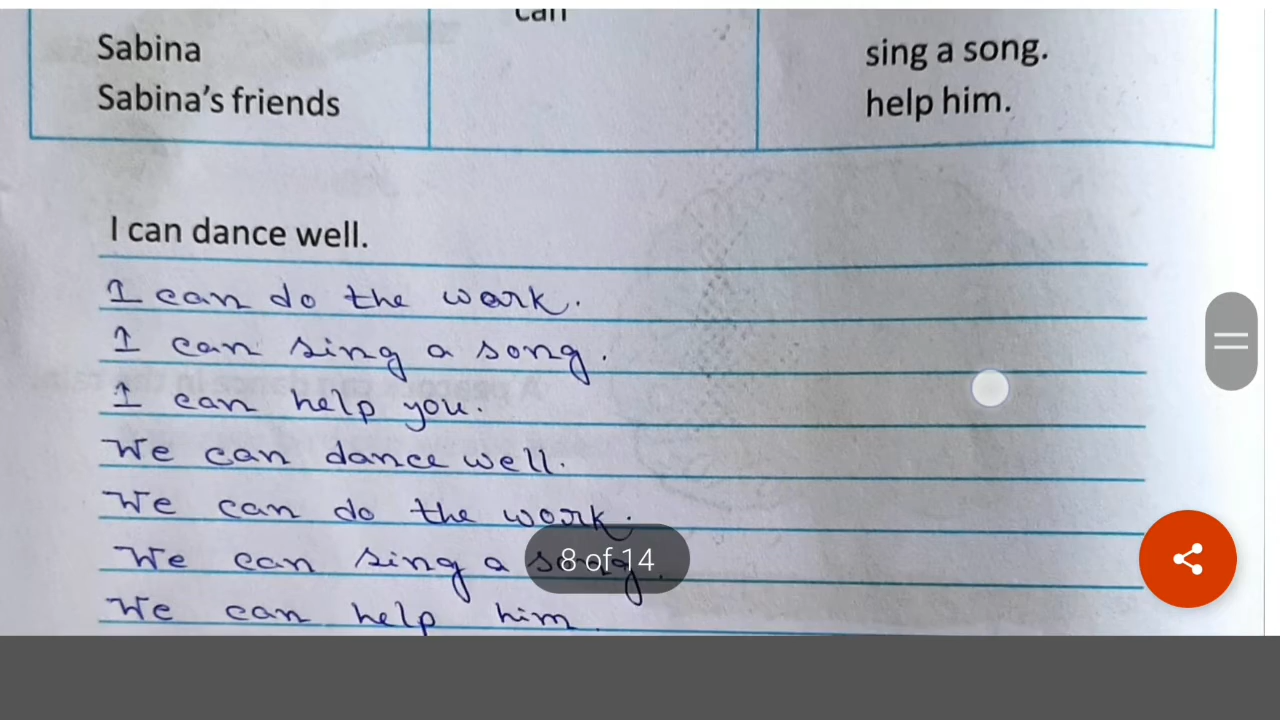 can
Sabina
sing a song.
Sabina's friends
help him.
I can dance well.
I can do the work.
I can sing a song.
I can help you.
We can dance well.
We can do the work.
We can sing a song.
8 of 14
We can help him.